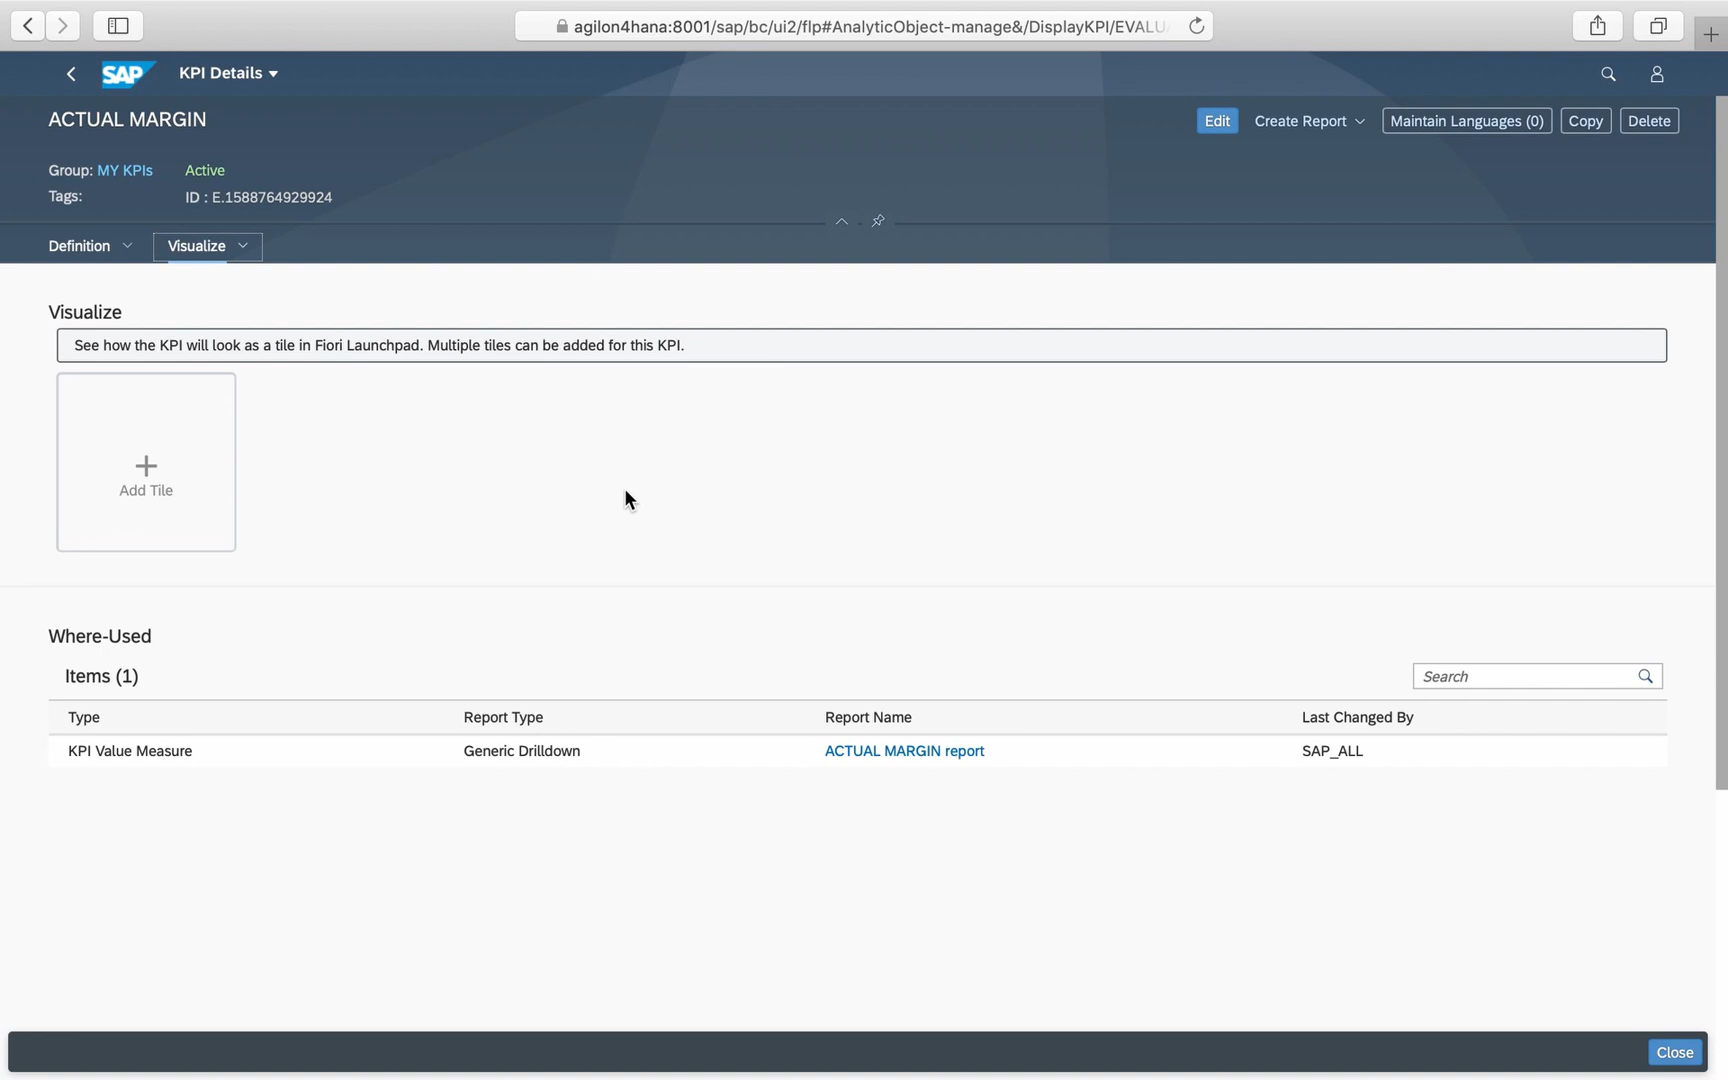 agilon4hana:8001/sap/bc/ui2/flp#AnalyticObject-manage&/DisplayKPI/EVALU
SAP KPI Details
ACTUAL MARGIN
Edit Create Report Maintain Languages (0) Copy Delete
Group: MY KPIs Active
Tags: ID : E.1588764929924
Definition Visualize
Visualize
See how the KPI will look as a tile in Fiori Launchpad. Multiple tiles can be added for this KPI.
Add Tile
Where-Used
Items (1) Search
Type Report Type Report Name Last Changed By
KPI Value Measure Generic Drilldown ACTUAL MARGIN report SAP_ALL
Close